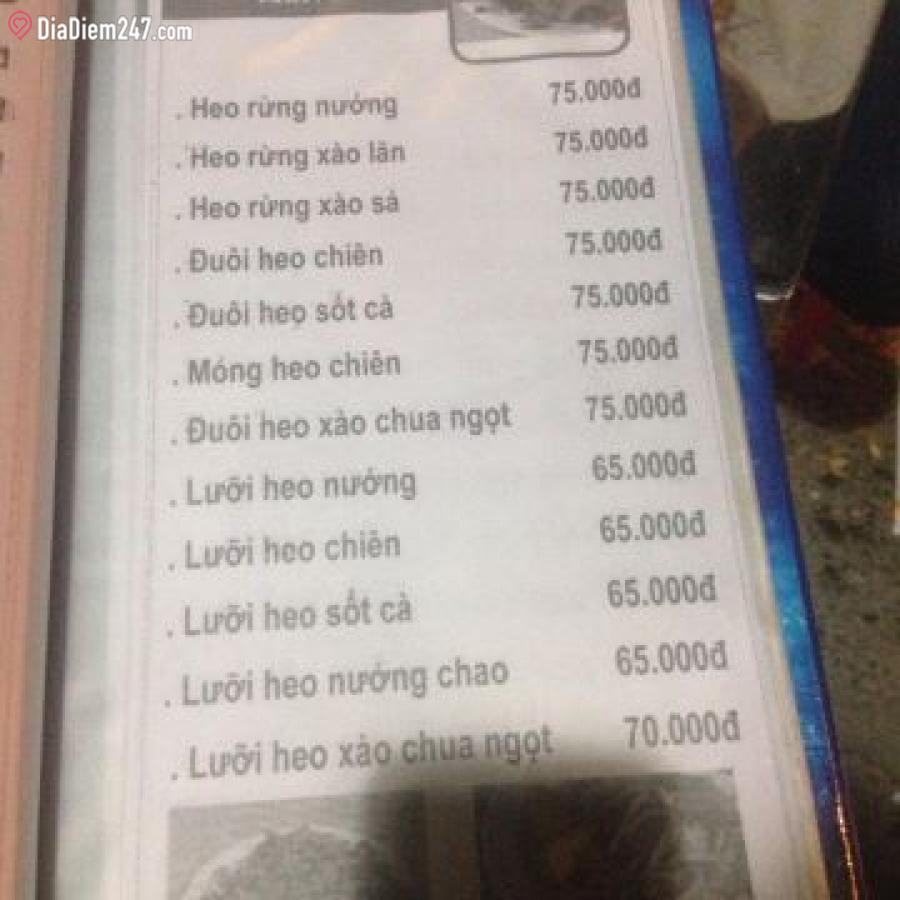 DiaDiem247.com
. Heo rừng nướng 75.000đ
. Heo rừng xào lăn 75.000đ
. Heo rừng xào sả 75.000đ
. Đuôi heo chiên 75.000đ
. Đuôi heo sốt cà 75.000đ
. Móng heo chiên 75.000đ
. Đuôi heo xào chua ngọt 75.000đ
. Lưỡi heo nướng 65.000đ
. Lưỡi heo chiên 65.000đ
. Lưỡi heo sốt cà 65.000đ
. Lưỡi heo nướng chao 65.000đ
. Lưỡi heo xào chua ngọt 70.000đ